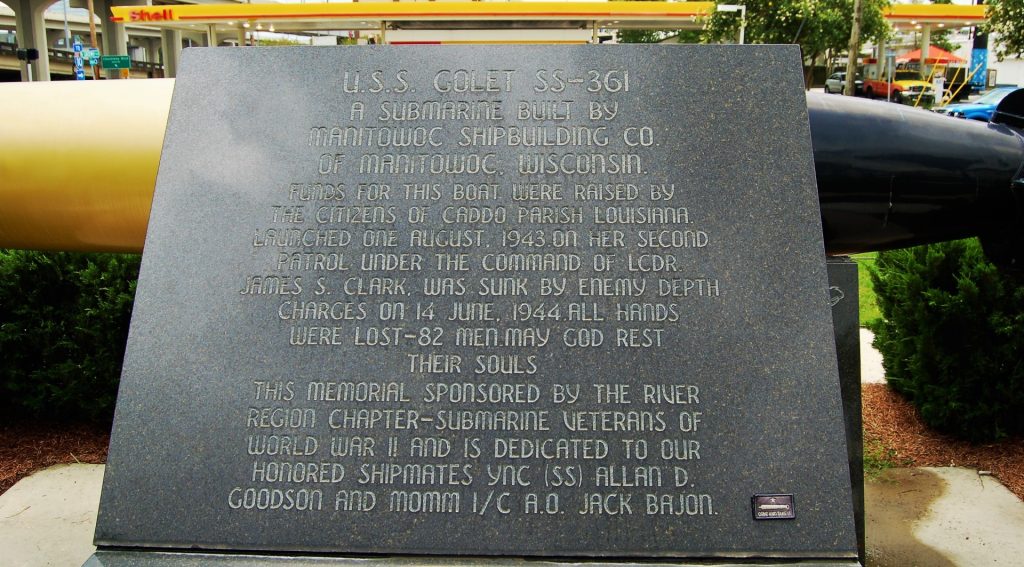 Shell
Shell
U.S.S. GOLET SS-361
A SUBMARINE BUILT BY
MANITOWOC SHIPBUILDING CO.
OF MANITOWOC, WISCONSIN.
FUNDS FOR THIS BOAT WERE RAISED BY
THE CITIZENS OF CADDO PARISH LOUISIANA.
LAUNCHED ONE AUGUST, 1943 ON HER SECOND
PATROL UNDER THE COMMAND OF LCDR.
JAMES S. CLARK, WAS SUNK BY ENEMY DEPTH
CHARGES ON 14 JUNE, 1944 ALL HANDS
WERE LOST-82 MEN.MAY GOD REST
THEIR SOULS
THIS MEMORIAL SPONSORED BY THE RIVER
REGION CHAPTER-SUBMARINE VETERANS OF
WORLD WAR II AND IS DEDICATED TO OUR
HONORED SHIPMATES YNC (SS) ALLAN D.
GOODSON AND MOMM 1/C A.O. JACK BAJON.